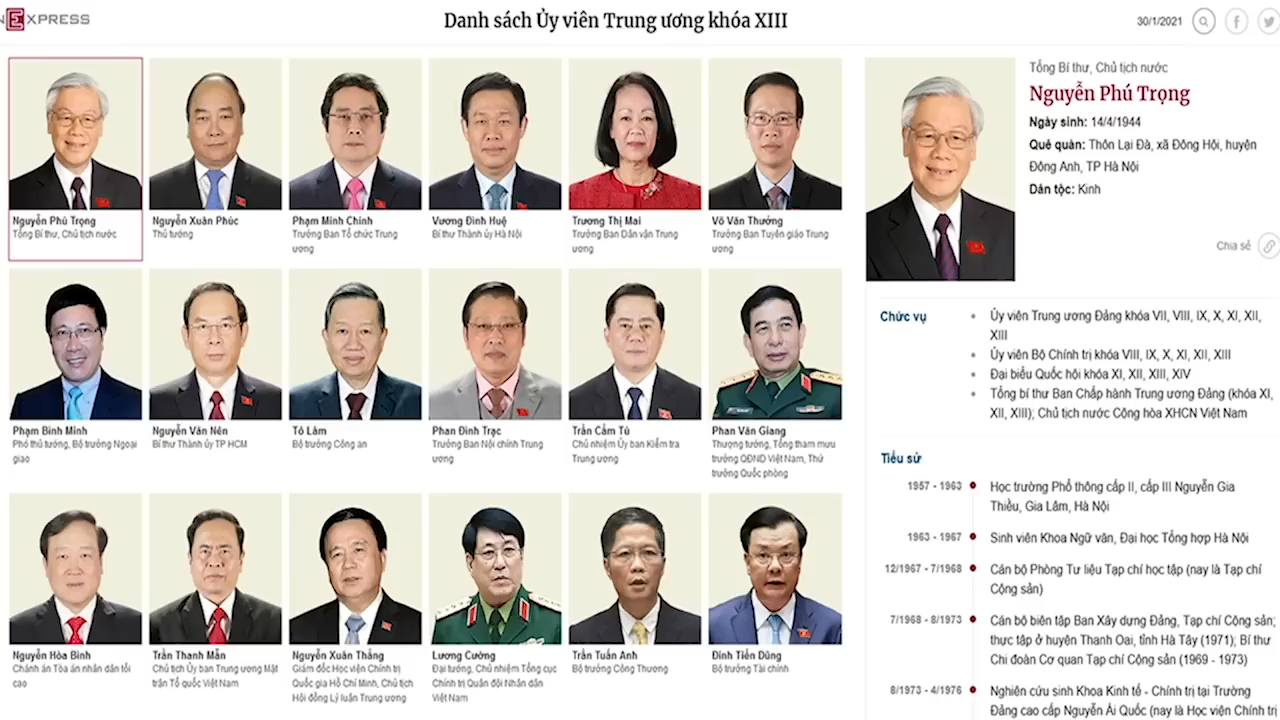 EXPRESS
Danh sách Ủy viên Trung ương khóa XIII
30/1/2021
Nguyễn Phú Trọng
Tổng Bí thư, Chủ tịch nước
Nguyễn Xuân Phúc
Thủ tướng
Phạm Minh Chính
Trưởng Ban Tổ chức Trung
ương
Vương Đình Huệ
Bí thư Thành ủy Hà Nội
Trương Thị Mai
Trưởng Ban Dân vận Trung
ương
Võ Văn Thưởng
Trưởng Ban Tuyên giáo Trung
ương
Phạm Bình Minh
Phó thủ tướng, Bộ trưởng Ngoại
giao
Nguyễn Văn Nên
Bí thư Thành ủy TP HCM
Tô Lâm
Bộ trưởng Công an
Phan Đình Trạc
Trưởng Ban Nội chính Trung
ương
Trần Cẩm Tú
Chủ nhiệm Ủy ban Kiểm tra
Trung ương
Phan Văn Giang
Thượng tướng, Tổng tham mưu
trưởng QĐND Việt Nam, Thứ
trưởng Quốc phòng
Nguyễn Hòa Bình
Chánh án Tòa án nhân dân tối
cao
Trần Thanh Mẫn
Chủ tịch Ủy ban Trung ương Mặt
trận Tổ quốc Việt Nam
Nguyễn Xuân Thắng
Giám đốc Học viện Chính trị
Quốc gia Hồ Chí Minh, Chủ tịch
Hội đồng Lý luận Trung ương
Lương Cường
Đại tướng, Chủ nhiệm Tổng cục
Chính trị Quân đội Nhân dân
Việt Nam
Trần Tuấn Anh
Bộ trưởng Công Thương
Đinh Tiến Dũng
Bộ trưởng Tài chính
Tổng Bí thư, Chủ tịch nước
Nguyễn Phú Trọng
Ngày sinh: 14/4/1944
Quê quán: Thôn Lại Đà, xã Đông Hội, huyện
Đông Anh, TP Hà Nội
Dân tộc: Kinh
Chia sẻ
Chức vụ
Ủy viên Trung ương Đảng khóa VII, VIII, IX, X, XI, XII,
XIII
Ủy viên Bộ Chính trị khóa VIII, IX, X, XI, XII, XIII
Đại biểu Quốc hội khóa XI, XII, XIII, XIV
Tổng bí thư Ban Chấp hành Trung ương Đảng (khóa XI,
XII, XIII); Chủ tịch nước Cộng hòa XHCN Việt Nam
Tiểu sử
1957 - 1963 Học trường Phổ thông cấp II, cấp III Nguyễn Gia
Thiều, Gia Lâm, Hà Nội
1963 - 1967 Sinh viên Khoa Ngữ văn, Đại học Tổng hợp Hà Nội
12/1967 - 7/1968 Cán bộ Phòng Tư liệu Tạp chí học tập (nay là Tạp chí
Cộng sản)
7/1968 - 8/1973 Cán bộ biên tập Ban Xây dựng Đảng, Tạp chí Cộng sản;
thực tập ở huyện Thanh Oai, tỉnh Hà Tây (1971); Bí thư
Chi đoàn Cơ quan Tạp chí Cộng sản (1969 - 1973)
8/1973 - 4/1976 Nghiên cứu sinh Khoa Kinh tế - Chính trị tại Trường
Đảng cao cấp Nguyễn Ái Quốc (nay là Học viện Chính trị